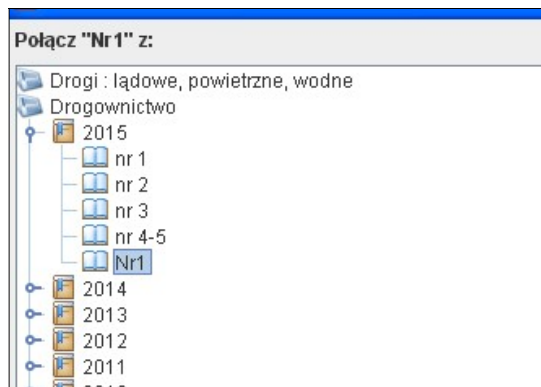 Połącz "Nr1" z:
Drogi : lądowe, powietrzne, wodne
Drogownictwo
2015
nr 1
nr 2
nr 3
nr 4-5
Nr1
2014
2013
2012
2011